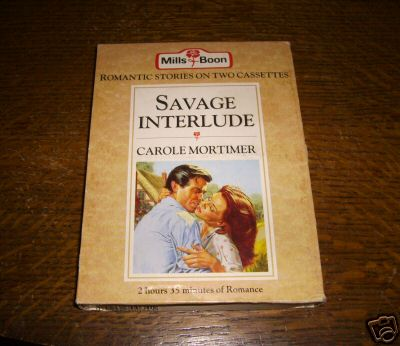 Mills & Boon
ROMANTIC STORIES ON TWO CASSETTES
SAVAGE
INTERLUDE
CAROLE MORTIMER
2 hours 35 minutes of Romance